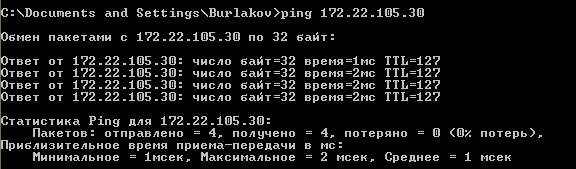 C:\Documents and Settings\Burlakov>ping 172.22.105.30
Обмен пакетами с 172.22.105.30 по 32 байт:
Ответ от 172.22.105.30: число байт=32 время=1мс TTL=127
Ответ от 172.22.105.30: число байт=32 время=2мс TTL=127
Ответ от 172.22.105.30: число байт=32 время=2мс TTL=127
Ответ от 172.22.105.30: число байт=32 время=2мс TTL=127
Статистика Ping для 172.22.105.30:
Пакетов: отправлено = 4, получено = 4, потеряно = 0 (0% потерь),
Приблизительное время приема-передачи в мс:
Минимальное = 1мсек, Максимальное = 2 мсек, Среднее = 1 мсек